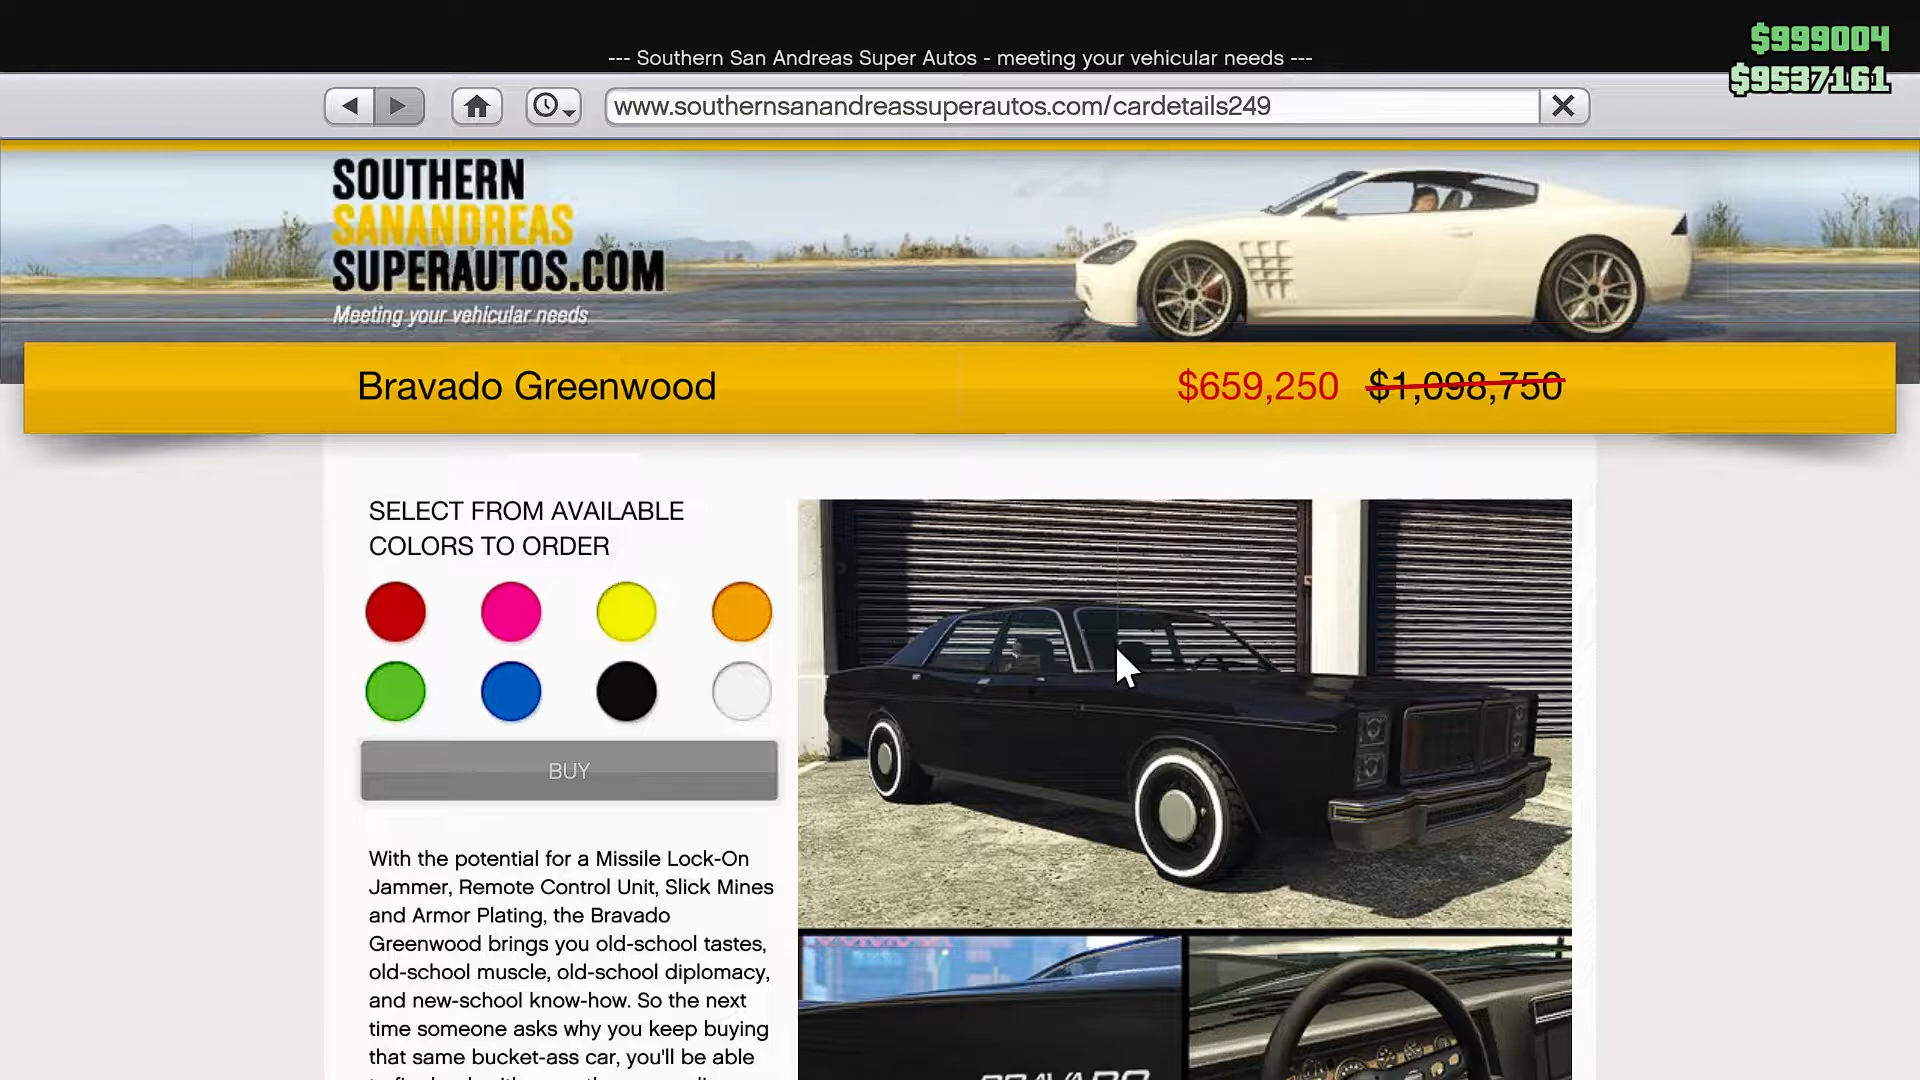 --- Southern San Andreas Super Autos - meeting your vehicular needs ---
$999004
$9537161
www.southernsanandreassuperautos.com/cardetails249
SOUTHERN
SANANDREAS
SUPERAUTOS.COM
Meeting your vehicular needs
Bravado Greenwood
$659,250 $1,098,750
SELECT FROM AVAILABLE
COLORS TO ORDER
BUY
With the potential for a Missile Lock-On
Jammer, Remote Control Unit, Slick Mines
and Armor Plating, the Bravado
Greenwood brings you old-school tastes,
old-school muscle, old-school diplomacy,
and new-school know-how. So the next
time someone asks why you keep buying
that same bucket-ass car, you'll be able
BRAVADO